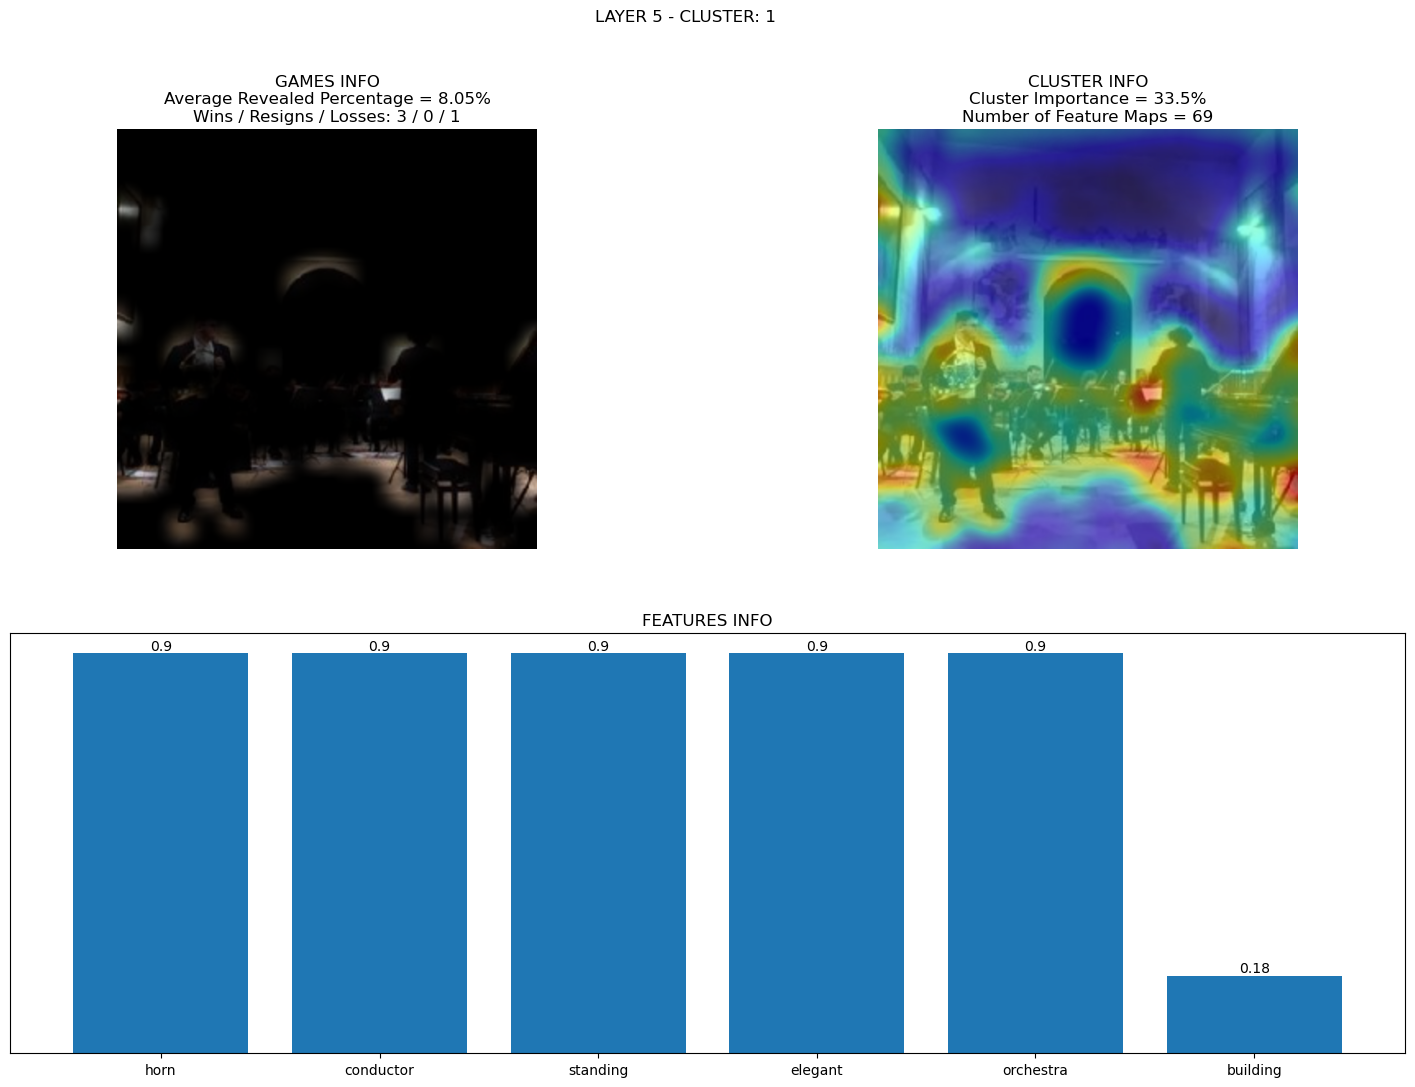 LAYER 5 - CLUSTER: 1
GAMES INFO
Average Revealed Percentage = 8.05%
Wins / Resigns / Losses: 3 / 0 / 1
CLUSTER INFO
Cluster Importance = 33.5%
Number of Feature Maps = 69
FEATURES INFO
0.9
0.9
0.9
0.9
0.9
0.18
horn
conductor
standing
elegant
orchestra
building